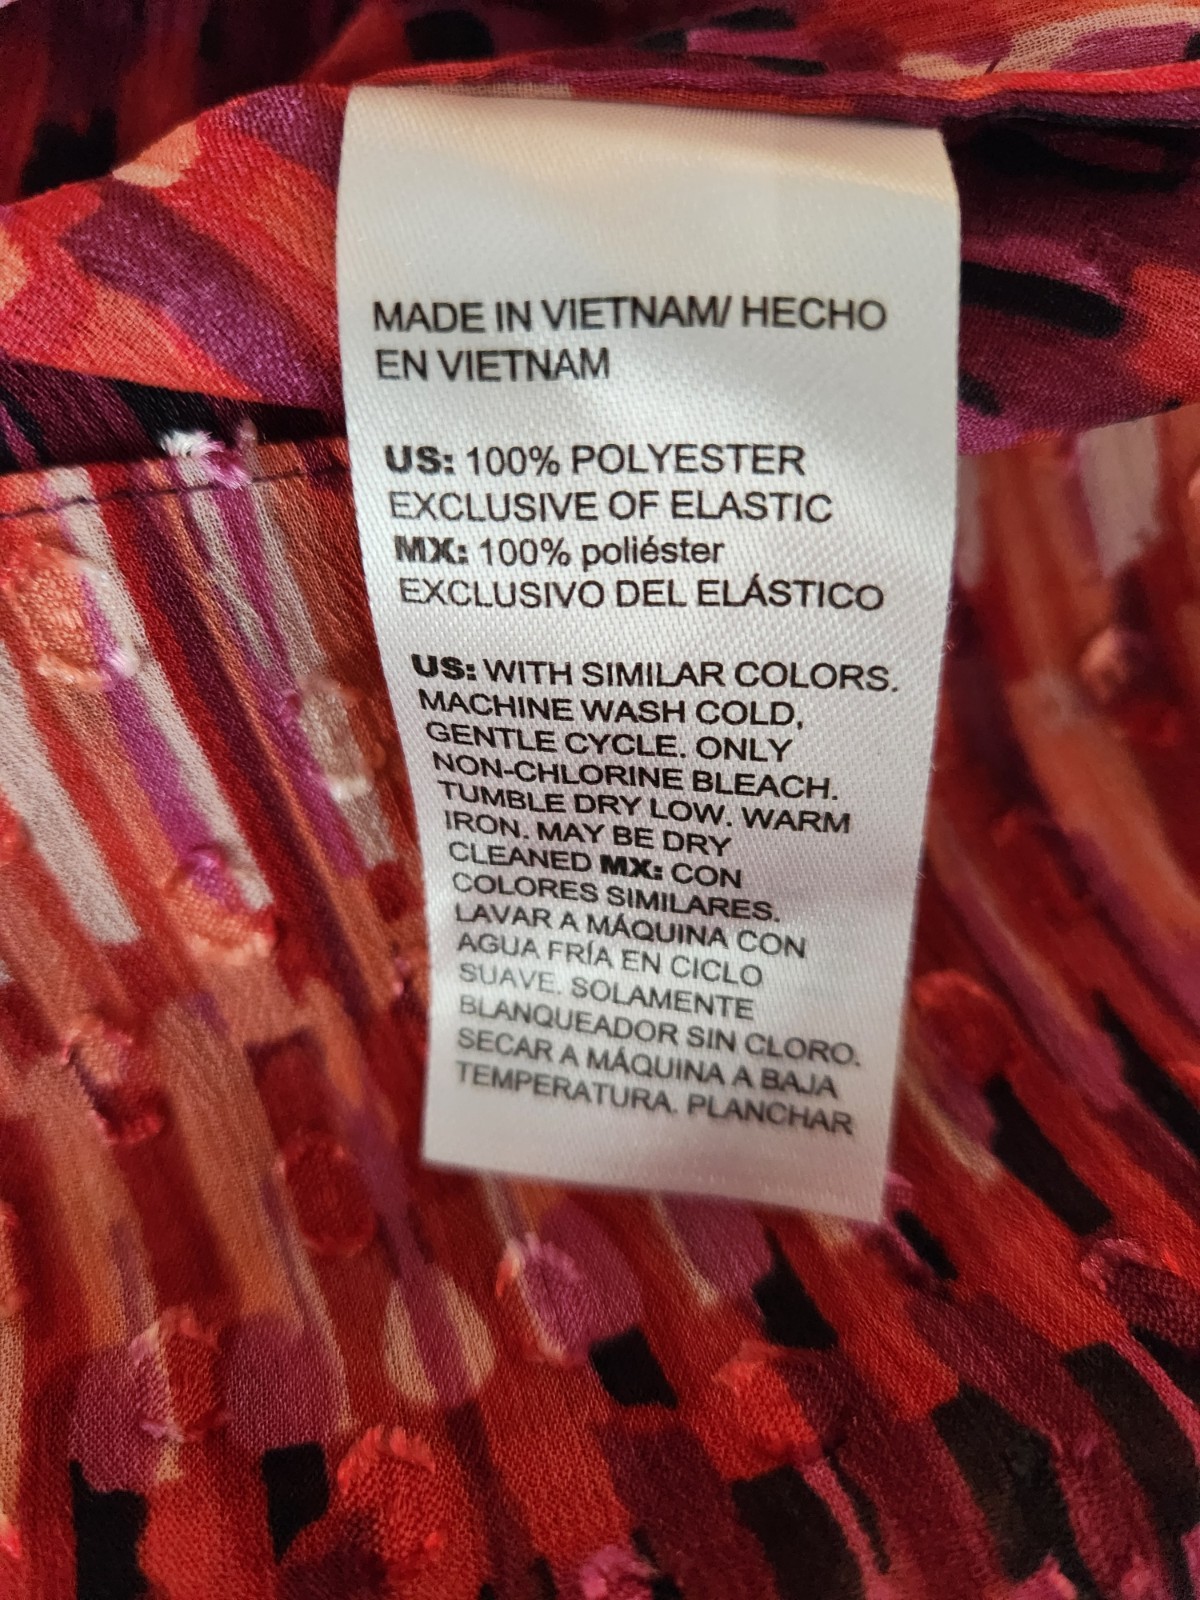 MADE IN VIETNAM/ HECHO
EN VIETNAM
US: 100% POLYESTER
EXCLUSIVE OF ELASTIC
MX: 100% poliéster
EXCLUSIVO DEL ELÁSTICO
US: WITH SIMILAR COLORS.
MACHINE WASH COLD,
GENTLE CYCLE. ONLY
NON-CHLORINE BLEACH.
TUMBLE DRY LOW. WARM
IRON. MAY BE DRY
CLEANED MX: CON
COLORES SIMILARES.
LAVAR A MÁQUINA CON
AGUA FRÍA EN CICLO
SUAVE. SOLAMENTE
BLANQUEADOR SIN CLORO.
SECAR A MÁQUINA A BAJA
TEMPERATURA. PLANCHAR